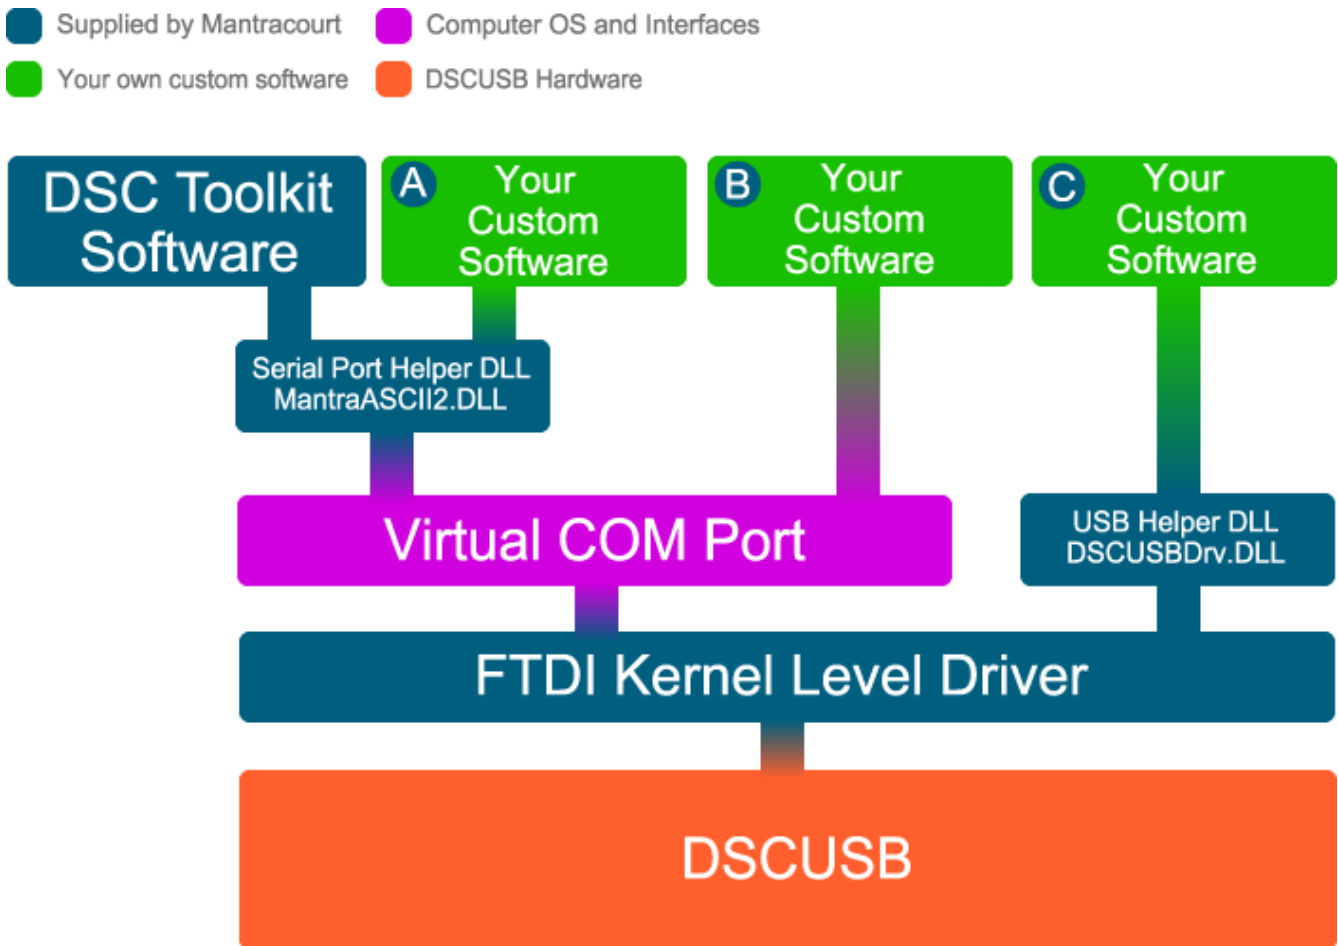 Supplied by Mantracourt
Computer OS and Interfaces
Your own custom software
DSCUSB Hardware
DSC Toolkit
Software
A
Your
Custom
Software
B
Your
Custom
Software
C
Your
Custom
Software
Serial Port Helper DLL
MantraASCII2.DLL
Virtual COM Port
USB Helper DLL
DSCUSBDrv.DLL
FTDI Kernel Level Driver
DSCUSB